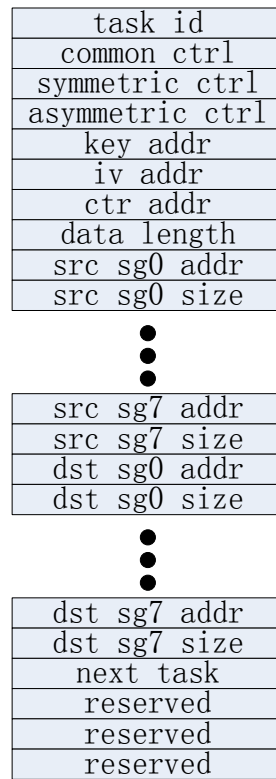 task id
common ctrl
symmetric ctrl
asymmetric ctrl
key addr
iv addr
ctr addr
data length
src sg0 addr
src sg0 size
src sg7 addr
src sg7 size
dst sg0 addr
dst sg0 size
dst sg7 addr
dst sg7 size
next task
reserved
reserved
reserved